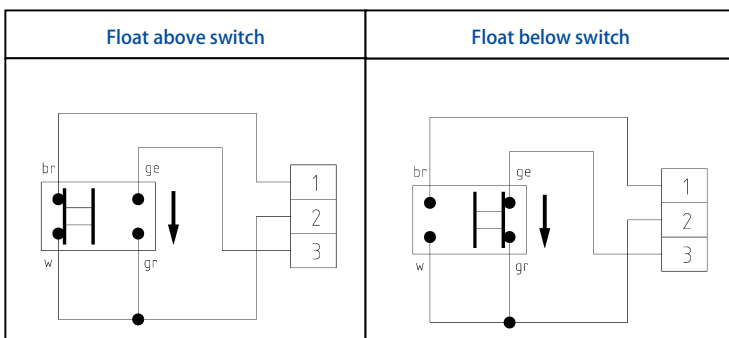 Float above switch
Float below switch
br
ge
1
2
3
w
gr
br
ge
1
2
3
w
gr